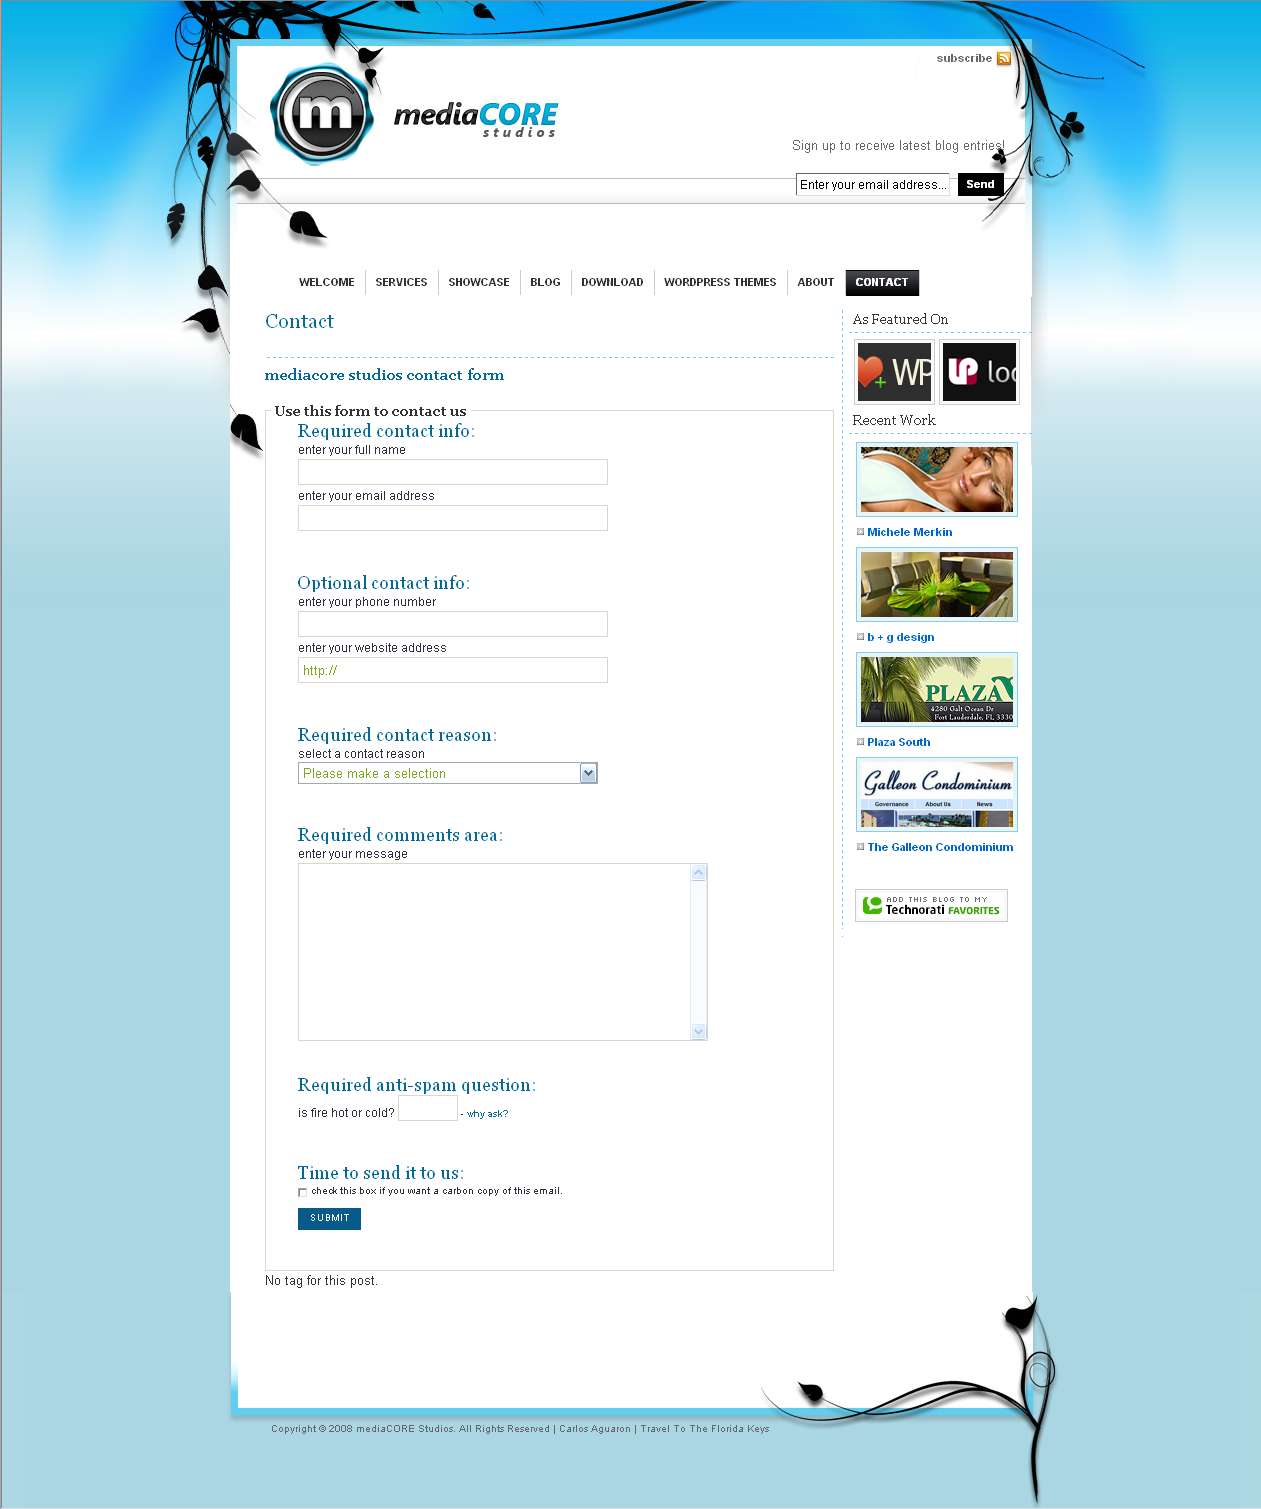 subscribe
m
mediaCORE
studios
Sign up to receive latest blog entries!
Enter your email address...
Send
WELCOME
SERVICES
SHOWCASE
BLOG
DOWNLOAD
WORDPRESS THEMES
ABOUT
CONTACT
Contact
mediacore studios contact form
Use this form to contact us
Required contact info:
enter your full name
enter your email address
Optional contact info:
enter your phone number
enter your website address
http://
Required contact reason:
select a contact reason
Please make a selection
Required comments area:
enter your message
Required anti-spam question:
is fire hot or cold?
- why ask?
Time to send it to us:
check this box if you want a carbon copy of this email.
SUBMIT
No tag for this post.
As Featured On
WP
UP loc
Recent Work
Michele Merkin
b + g design
PLAZA
4280 Galt Ocean Dr
Fort Lauderdale, FL 3330
Plaza South
Galleon Condominium
Governance About Us News
The Galleon Condominium
ADD THIS BLOG TO MY
Technorati FAVORITES
Copyright © 2008 mediaCORE Studios. All Rights Reserved | Carlos Aguaron | Travel To The Florida Keys